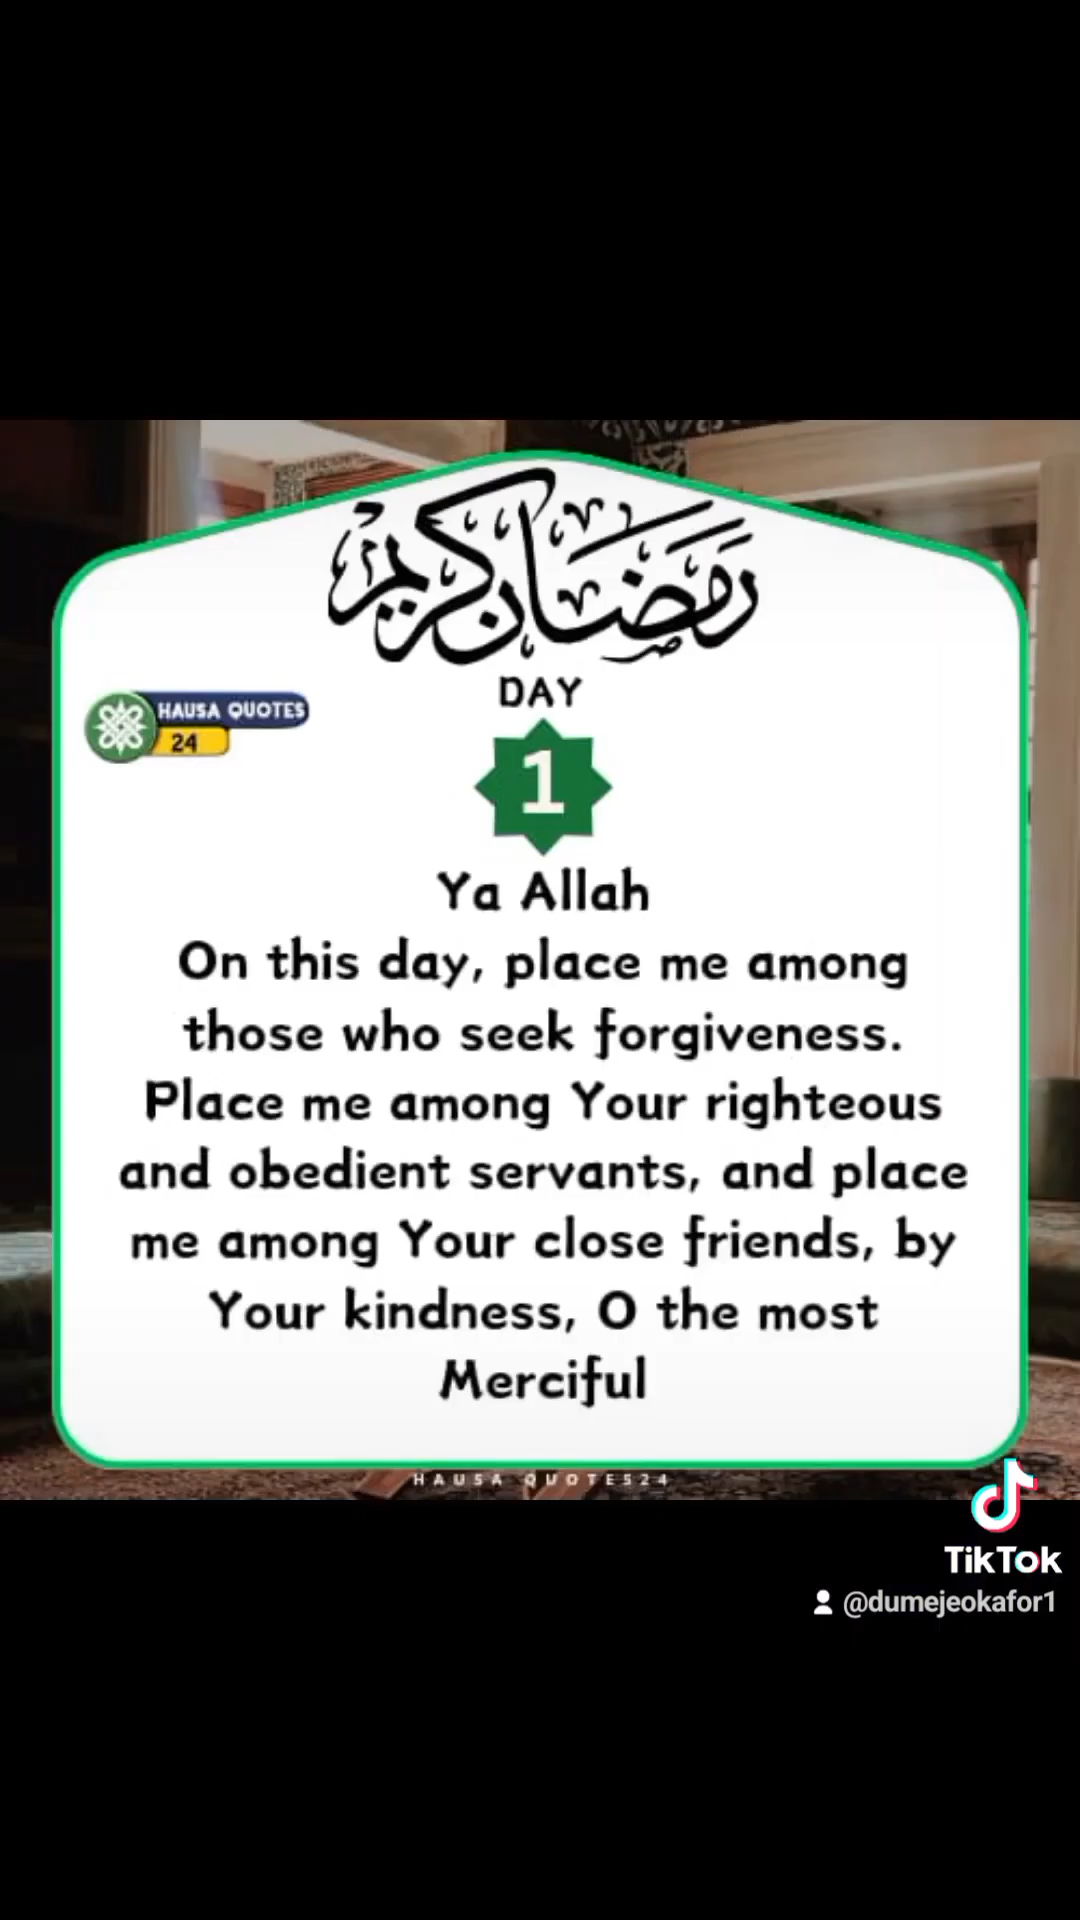 رمضان كريم
DAY
HAUSA QUOTES
24
1
Ya Allah
On this day, place me among
those who seek forgiveness.
Place me among Your righteous
and obedient servants, and place
me among Your close friends, by
Your kindness, O the most
Merciful
HAUSA QUOTES24
TikTok
@dumejeokafor1